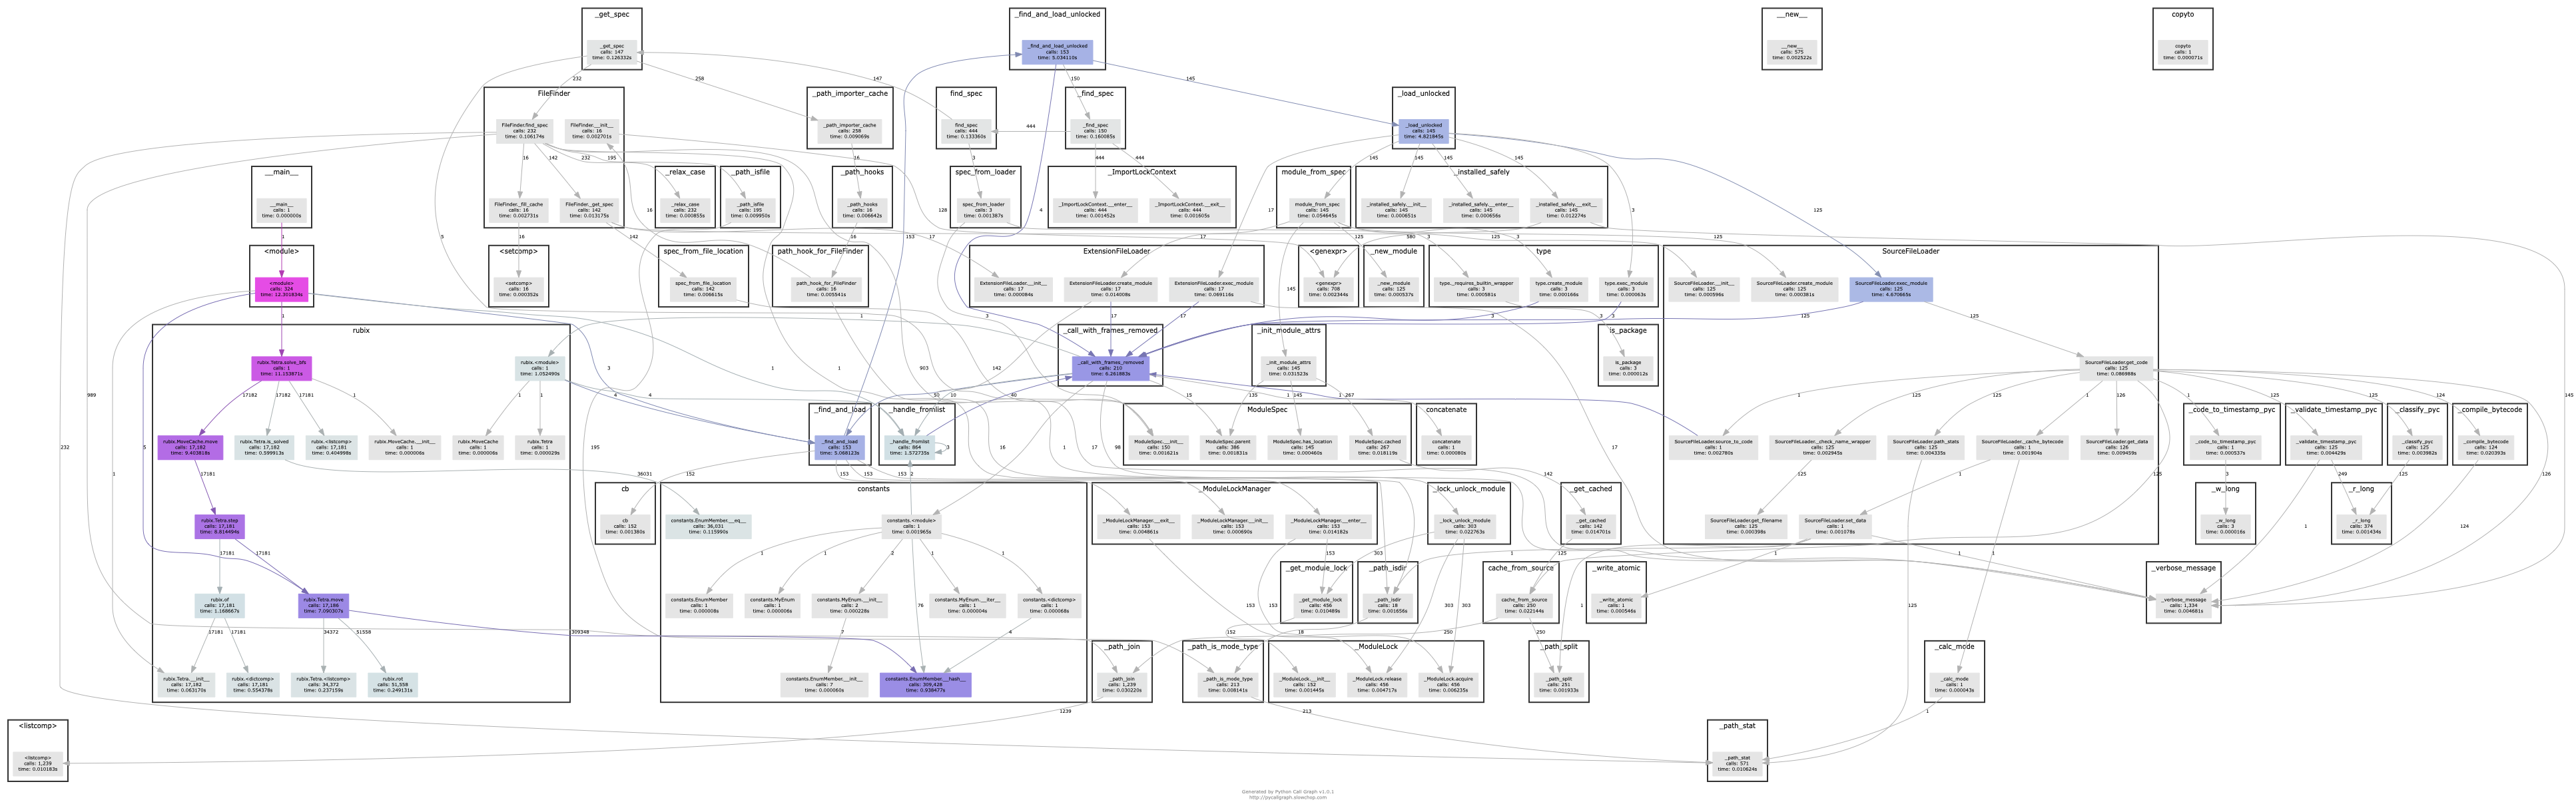 _get_spec
_get_spec
calls: 147
time: 0.126332s
_find_and_load_unlocked
_find_and_load_unlocked
calls: 153
time: 5.034110s
__new__
__new__
calls: 575
time: 0.002522s
copyto
copyto
calls: 1
time: 0.000071s
232
258
147
150
145
FileFinder
FileFinder.find_spec
calls: 232
time: 0.106174s
FileFinder.__init__
calls: 16
time: 0.002701s
_path_importer_cache
_path_importer_cache
calls: 258
time: 0.009069s
find_spec
find_spec
calls: 444
time: 0.133360s
444
_find_spec
_find_spec
calls: 150
time: 0.160085s
_load_unlocked
_load_unlocked
calls: 145
time: 4.821845s
16
142
232
195
16
3
444
444
145
145
145
145
FileFinder._fill_cache
calls: 16
time: 0.002731s
FileFinder._get_spec
calls: 142
time: 0.013175s
__main__
__main__
calls: 1
time: 0.000000s
_relax_case
_relax_case
calls: 232
time: 0.000855s
_path_isfile
_path_isfile
calls: 195
time: 0.009950s
_path_hooks
_path_hooks
calls: 16
time: 0.006642s
spec_from_loader
spec_from_loader
calls: 3
time: 0.001387s
_ImportLockContext
_ImportLockContext.__enter__
calls: 444
time: 0.001452s
_ImportLockContext.__exit__
calls: 444
time: 0.001605s
module_from_spec
module_from_spec
calls: 145
time: 0.054645s
_installed_safely
_installed_safely.__init__
calls: 145
time: 0.000651s
_installed_safely.__enter__
calls: 145
time: 0.000656s
_installed_safely.__exit__
calls: 145
time: 0.012274s
5
1
16
142
16
128
16
17
4
153
17
17
125
3
3
125
580
3
125
125
145
<module>
<module>
calls: 324
time: 12.301634s
<setcomp>
<setcomp>
calls: 16
time: 0.000352s
spec_from_file_location
spec_from_file_location
calls: 142
time: 0.006615s
path_hook_for_FileFinder
path_hook_for_FileFinder
calls: 16
time: 0.005541s
ExtensionFileLoader
ExtensionFileLoader.__init__
calls: 17
time: 0.000084s
ExtensionFileLoader.create_module
calls: 17
time: 0.014008s
ExtensionFileLoader.exec_module
calls: 17
time: 0.069116s
<genexpr>
<genexpr>
calls: 708
time: 0.002344s
_new_module
_new_module
calls: 125
time: 0.000537s
type
type._requires_builtin_wrapper
calls: 3
time: 0.000581s
type.create_module
calls: 3
time: 0.000166s
type.exec_module
calls: 3
time: 0.000063s
SourceFileLoader
SourceFileLoader.__init__
calls: 125
time: 0.000596s
SourceFileLoader.create_module
calls: 125
time: 0.000381s
SourceFileLoader.exec_module
calls: 125
time: 4.670665s
1
1
3
17
17
145
3
3
3
125
125
145
rubix
rubix.Tetra.solve_bfs
calls: 1
time: 11.153871s
rubix.<module>
calls: 1
time: 1.052490s
_call_with_frames_removed
_call_with_frames_removed
calls: 210
time: 6.261883s
_init_module_attrs
_init_module_attrs
calls: 145
time: 0.031523s
is_package
is_package
calls: 3
time: 0.000012s
SourceFileLoader.get_code
calls: 125
time: 0.086988s
17182
17182
17181
1
1
1
4
4
3
1
1
903
142
50
10
40
15
1
135
145
267
1
1
125
125
1
126
1
125
125
124
126
rubix.MoveCache.move
calls: 17,182
time: 9.403818s
rubix.Tetra.is_solved
calls: 17,182
time: 0.599913s
rubix.<listcomp>
calls: 17,181
time: 0.404998s
rubix.MoveCache.__init__
calls: 1
time: 0.000006s
rubix.MoveCache
calls: 1
time: 0.000008s
rubix.Tetra
calls: 1
time: 0.000029s
_find_and_load
_find_and_load
calls: 153
time: 5.068123s
_handle_fromlist
_handle_fromlist
calls: 864
time: 1.572735s
3
ModuleSpec
ModuleSpec.__init__
calls: 150
time: 0.001621s
ModuleSpec.parent
calls: 386
time: 0.001831s
ModuleSpec.has_location
calls: 145
time: 0.000460s
ModuleSpec.cached
calls: 267
time: 0.018119s
concatenate
concatenate
calls: 1
time: 0.000080s
SourceFileLoader.source_to_code
calls: 1
time: 0.002780s
SourceFileLoader._check_name_wrapper
calls: 125
time: 0.002945s
SourceFileLoader.path_stats
calls: 125
time: 0.004335s
SourceFileLoader._cache_bytecode
calls: 1
time: 0.001904s
SourceFileLoader.get_data
calls: 126
time: 0.009459s
_code_to_timestamp_pyc
_code_to_timestamp_pyc
calls: 1
time: 0.000537s
_validate_timestamp_pyc
_validate_timestamp_pyc
calls: 125
time: 0.004429s
_classify_pyc
_classify_pyc
calls: 125
time: 0.003982s
_compile_bytecode
_compile_bytecode
calls: 124
time: 0.020393s
5
1
989
232
195
17181
36031
152
153
153
153
2
16
1
17
98
142
125
1
125
3
249
125
124
rubix.Tetra.step
calls: 17,181
time: 8.614494s
cb
cb
calls: 152
time: 0.001380s
constants
constants.EnumMember.__eq__
calls: 36,031
time: 0.115990s
constants.<module>
calls: 1
time: 0.001965s
_ModuleLockManager
_ModuleLockManager.__exit__
calls: 153
time: 0.004861s
_ModuleLockManager.__init__
calls: 153
time: 0.000690s
_ModuleLockManager.__enter__
calls: 153
time: 0.014182s
_lock_unlock_module
_lock_unlock_module
calls: 303
time: 0.022763s
_get_cached
_get_cached
calls: 142
time: 0.014701s
SourceFileLoader.get_filename
calls: 125
time: 0.000398s
SourceFileLoader.set_data
calls: 1
time: 0.001078s
_w_long
_w_long
calls: 3
time: 0.000016s
_r_long
_r_long
calls: 374
time: 0.001434s
17181
17181
1
1
2
76
1
1
153
303
125
1
1
1
1
1
rubix.of
calls: 17,181
time: 1.168667s
rubix.Tetra.move
calls: 17,186
time: 7.090307s
constants.EnumMember
calls: 1
time: 0.000008s
constants.MyEnum
calls: 1
time: 0.000006s
constants.MyEnum.__init__
calls: 2
time: 0.000228s
constants.MyEnum.__iter__
calls: 1
time: 0.000004s
constants.<dictcomp>
calls: 1
time: 0.000068s
_get_module_lock
_get_module_lock
calls: 456
time: 0.010489s
_path_isdir
_path_isdir
calls: 18
time: 0.001658s
cache_from_source
cache_from_source
calls: 250
time: 0.022144s
_write_atomic
_write_atomic
calls: 1
time: 0.000546s
_verbose_message
_verbose_message
calls: 1,334
time: 0.004681s
17181
17181
34372
51558
309348
7
4
153
153
152
18
303
303
250
250
1
125
rubix.Tetra.__init__
calls: 17,182
time: 0.063170s
rubix.<dictcomp>
calls: 17,181
time: 0.554378s
rubix.Tetra.<listcomp>
calls: 34,372
time: 0.237159s
rubix.rot
calls: 51,558
time: 0.249131s
constants.EnumMember.__init__
calls: 7
time: 0.000060s
constants.EnumMember.__hash__
calls: 309,428
time: 0.938477s
_path_join
_path_join
calls: 1,239
time: 0.030220s
_path_is_mode_type
_path_is_mode_type
calls: 213
time: 0.008141s
_ModuleLock
_ModuleLock.__init__
calls: 152
time: 0.001445s
_ModuleLock.release
calls: 456
time: 0.004717s
_ModuleLock.acquire
calls: 456
time: 0.006235s
_path_split
_path_split
calls: 251
time: 0.001933s
_calc_mode
_calc_mode
calls: 1
time: 0.000043s
1239
213
1
<listcomp>
<listcomp>
calls: 1,239
time: 0.010183s
_path_stat
_path_stat
calls: 571
time: 0.010624s
Generated by Python Call Graph v1.0.1
http://pycallgraph.slowchop.com